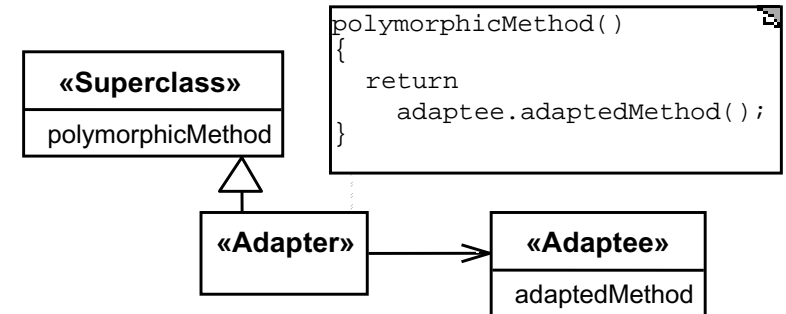 polymorphicMethod()
{
return
adaptee.adaptedMethod();
}
«Superclass»
polymorphicMethod
«Adapter»
«Adaptee»
adaptedMethod